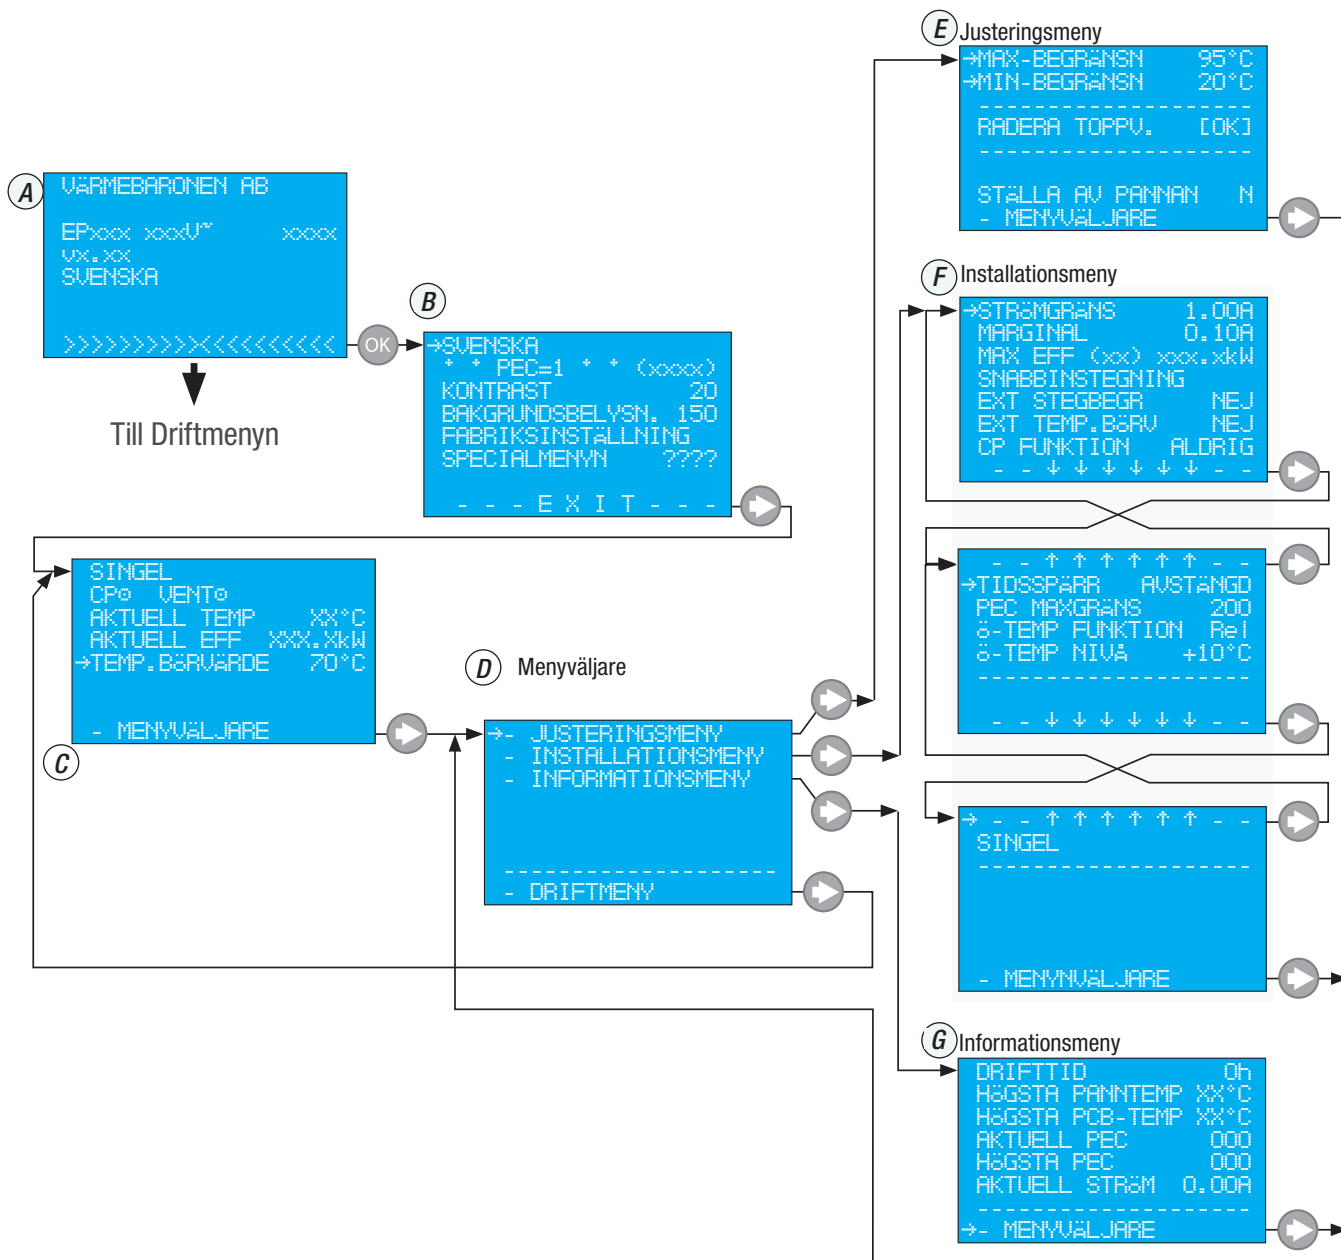 A
VÄRMEBARONEN AB
EPxxx xxxV~ xxxx
vx.xx
SVENSKA
>>>>>>>>>><<<<<<<<<<
OK
Till Driftmenyn
B
→SVENSKA
* * PEC=1 * * (xxxx)
KONTRAST 20
BAKGRUNDSBELYSN. 150
FABRIKSINSTÄLLNING
SPECIALMENYN ????
- - - E X I T - - -
SINGEL
CP⊙ VENT⊙
AKTUELL TEMP XX°C
AKTUELL EFF XXX.XkW
→TEMP.BÖRVÄRDE 70°C
- MENYVÄLJARE
C
D Menyväljare
→- JUSTERINGSMENY
- INSTALLATIONSMENY
- INFORMATIONSMENY
--------------------
- DRIFTMENY
E Justeringsmeny
→MAX-BEGRÄNSN 95°C
→MIN-BEGRÄNSN 20°C
--------------------
RADERA TOPPV. [OK]
--------------------
STÄLLA AV PANNAN N
- MENYVÄLJARE
F Installationsmeny
→STRÖMGRÄNS 1.00A
MARGINAL 0.10A
MAX EFF (xx) xxx.xkW
SNABBINSTEGNING
EXT STEGBEGR NEJ
EXT TEMP.BÖRV NEJ
CP FUNKTION ALDRIG
- - ↓ ↓ ↓ ↓ ↓ ↓ - -
- - ↑ ↑ ↑ ↑ ↑ ↑ - -
→TIDSSPÄRR AVSTÄNGD
PEC MAXGRÄNS 200
Ö-TEMP FUNKTION Rel
Ö-TEMP NIVÅ +10°C
--------------------
- - ↓ ↓ ↓ ↓ ↓ ↓ - -
→ - - ↑ ↑ ↑ ↑ ↑ ↑ - -
SINGEL
--------------------
- MENYNVÄLJARE
G Informationsmeny
DRIFTTID 0h
HÖGSTA PANNTEMP XX°C
HÖGSTA PCB-TEMP XX°C
AKTUELL PEC 000
HÖGSTA PEC 000
AKTUELL STRÖM 0.00A
--------------------
→- MENYVÄLJARE